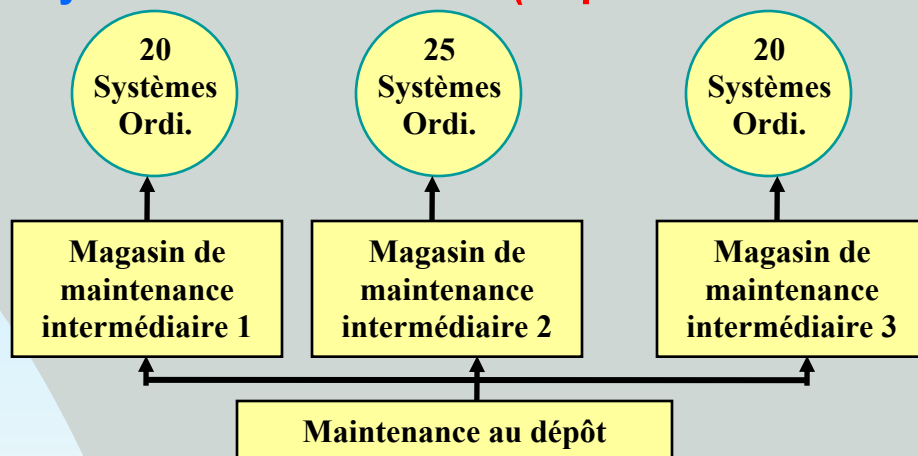 20
Systèmes
Ordi.
25
Systèmes
Ordi.
20
Systèmes
Ordi.
Magasin de
maintenance
intermédiaire 1
Magasin de
maintenance
intermédiaire 2
Magasin de
maintenance
intermédiaire 3
Maintenance au dépôt